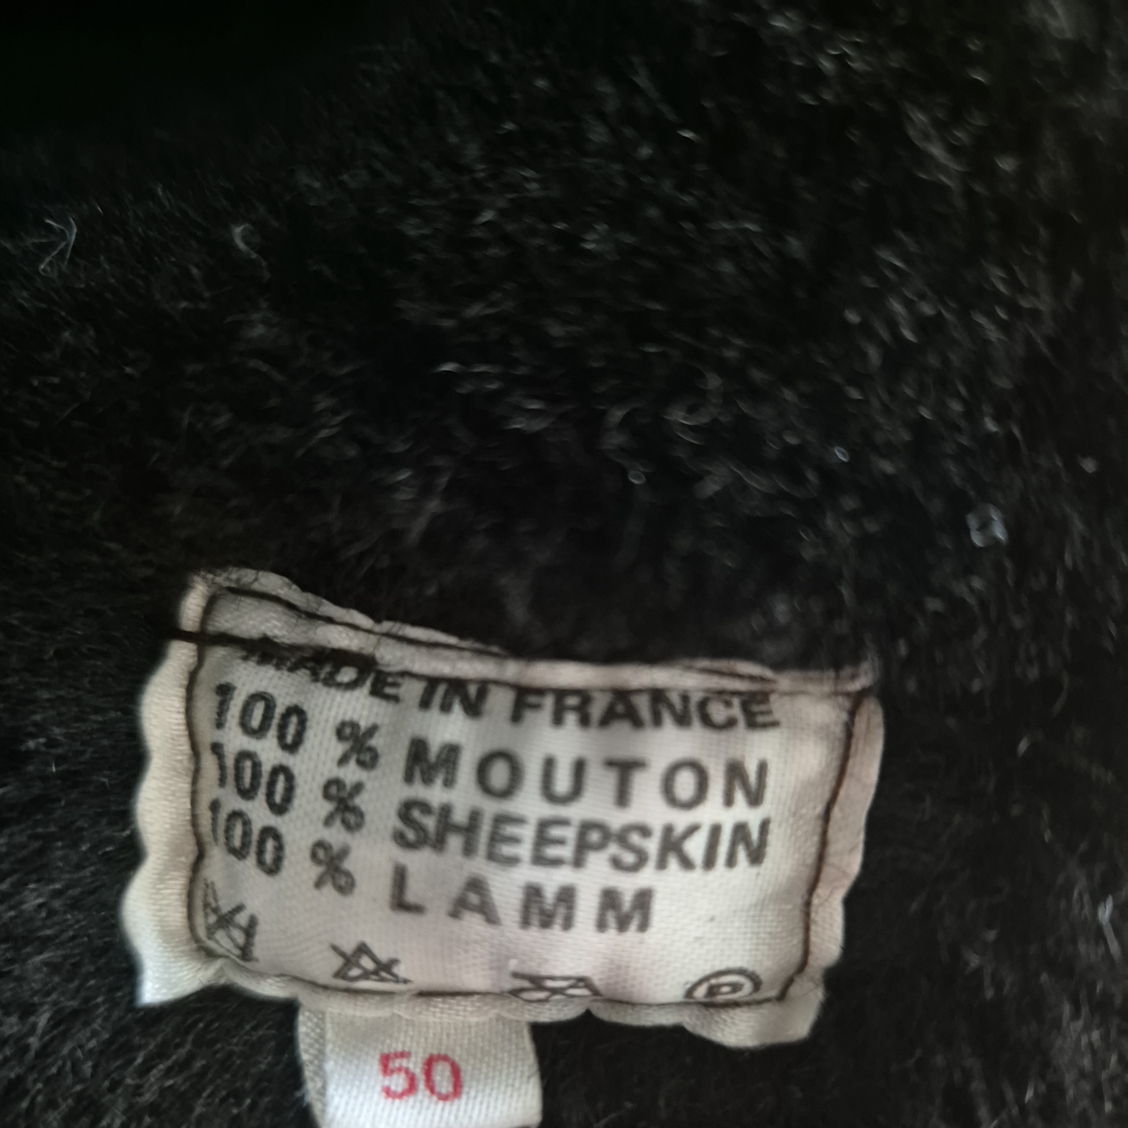 MADE IN FRANCE
100 % MOUTON
100 % SHEEPSKIN
100 % LAMM
P
50